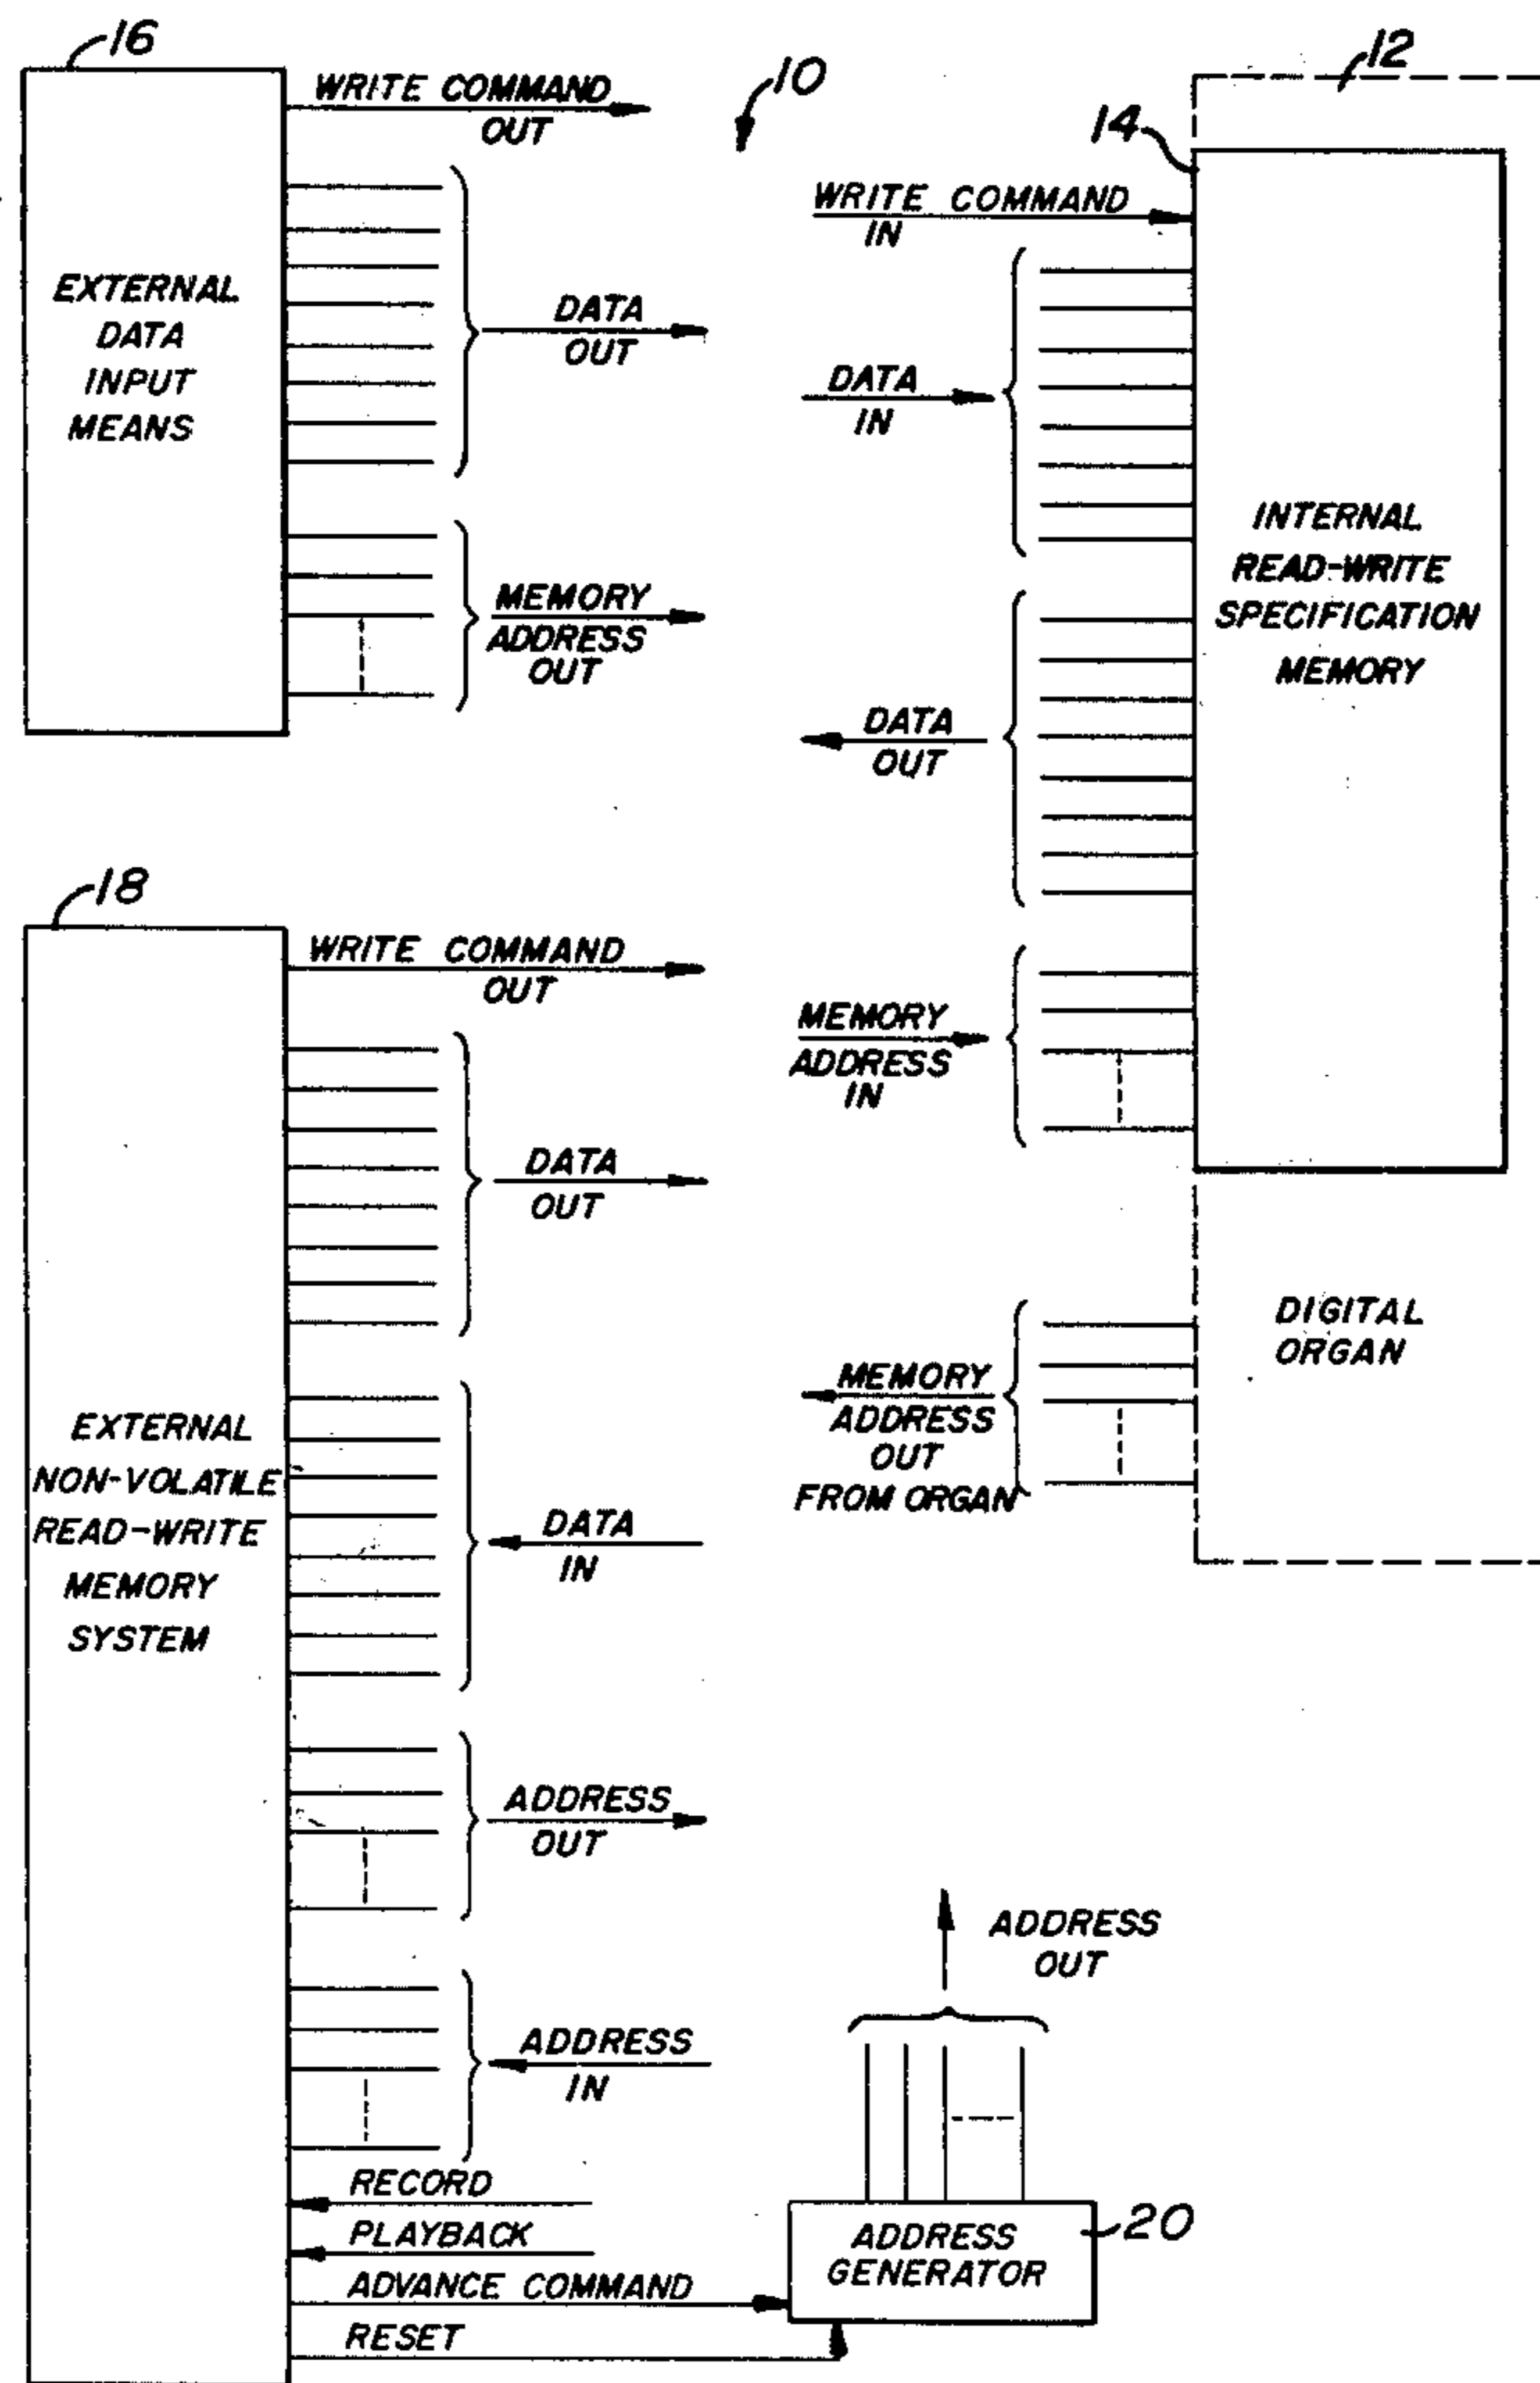 16
WRITE COMMAND
OUT
EXTERNAL
DATA
INPUT
MEANS
DATA
OUT
MEMORY
ADDRESS
OUT
10
12
14
WRITE COMMAND
IN
DATA
IN
INTERNAL
READ-WRITE
SPECIFICATION
MEMORY
DATA
OUT
MEMORY
ADDRESS
IN
DIGITAL
ORGAN
MEMORY
ADDRESS
OUT
FROM ORGAN
18
WRITE COMMAND
OUT
DATA
OUT
EXTERNAL
NON-VOLATILE
READ-WRITE
MEMORY
SYSTEM
DATA
IN
ADDRESS
OUT
ADDRESS
IN
RECORD
PLAYBACK
ADVANCE COMMAND
RESET
ADDRESS
OUT
ADDRESS
GENERATOR
20